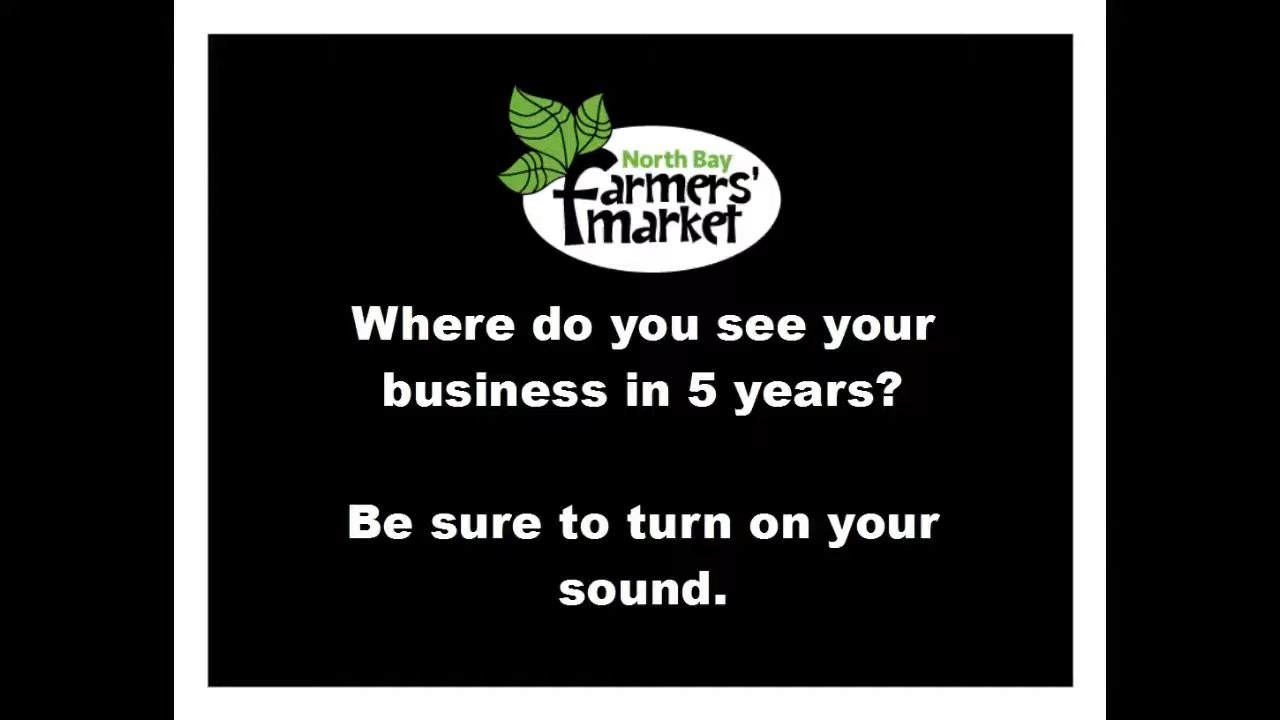 North Bay
farmers'
market
Where do you see your
business in 5 years?
Be sure to turn on your
sound.